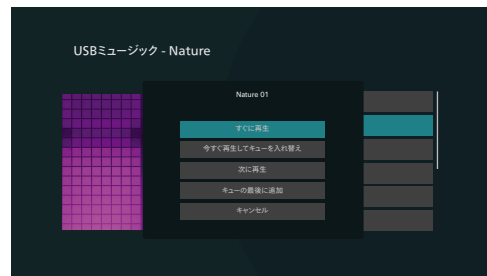 USBミュージック - Nature
Nature 01
すぐに再生
今すぐ再生してキューを入れ替え
次に再生
キューの最後に追加
キャンセル